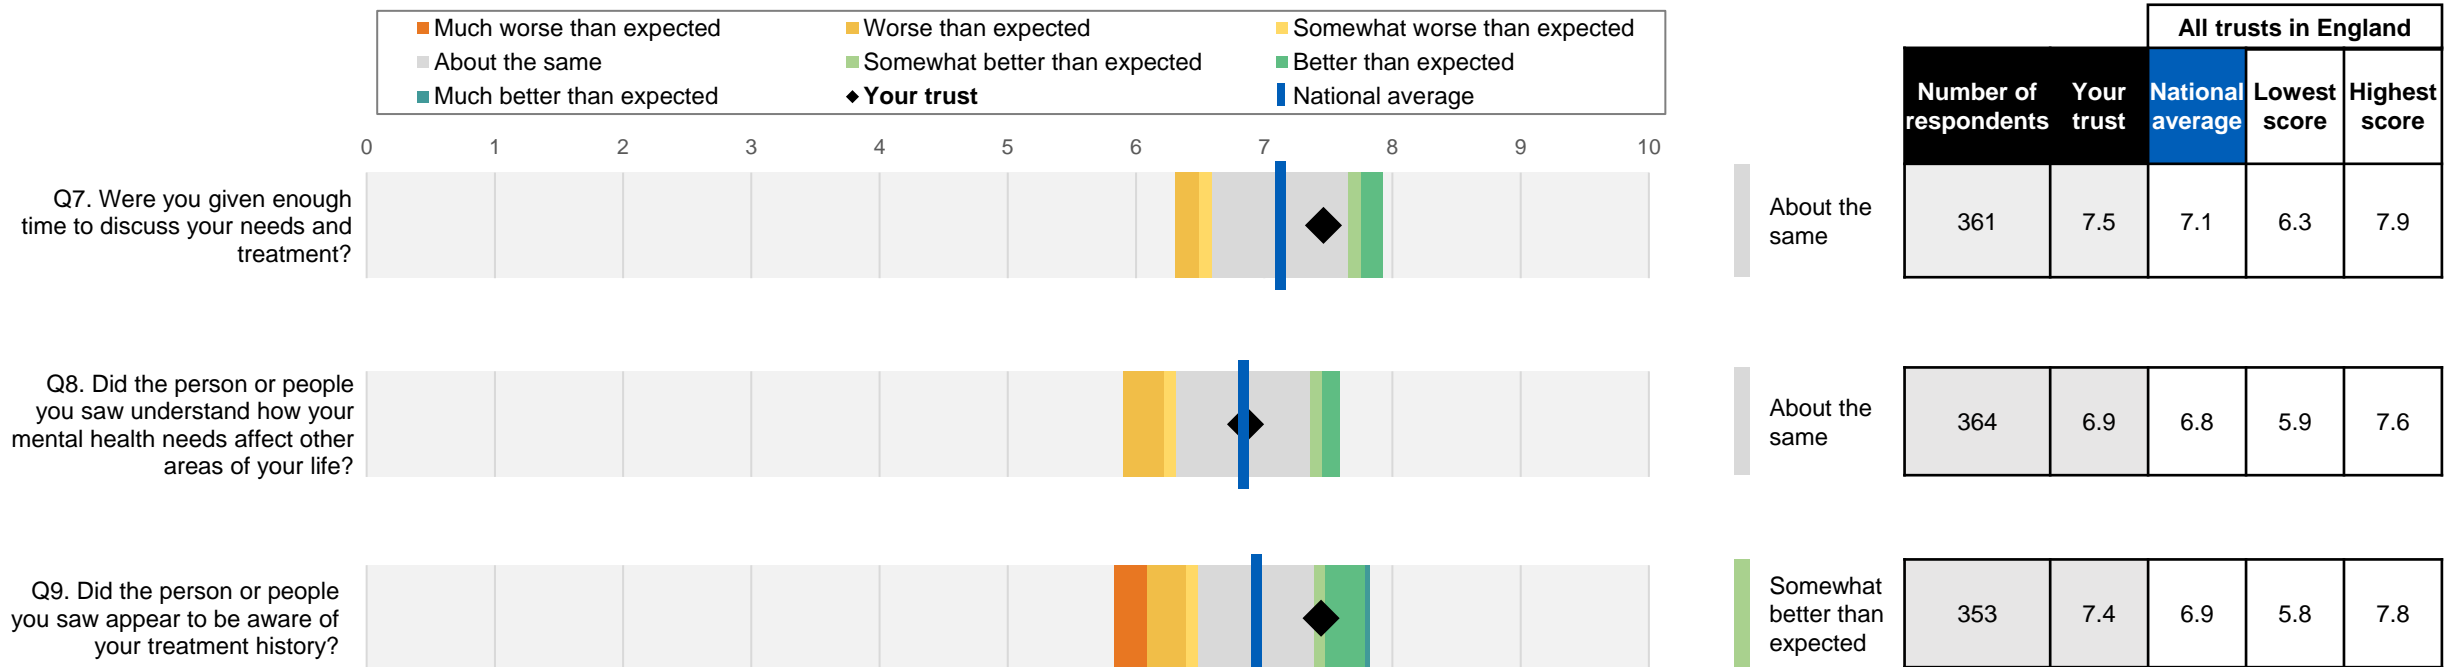 Much worse than expected
Worse than expected
Somewhat worse than expected
About the same
Somewhat better than expected
Better than expected
Much better than expected
Your trust
National average
All trusts in England
Number of
respondents
Your
trust
National
average
Lowest
score
Highest
score
0 1 2 3 4 5 6 7 8 9 10
Q7. Were you given enough
time to discuss your needs and
treatment?
About the
same
361 7.5 7.1 6.3 7.9
Q8. Did the person or people
you saw understand how your
mental health needs affect other
areas of your life?
About the
same
364 6.9 6.8 5.9 7.6
Q9. Did the person or people
you saw appear to be aware of
your treatment history?
Somewhat
better than
expected
353 7.4 6.9 5.8 7.8